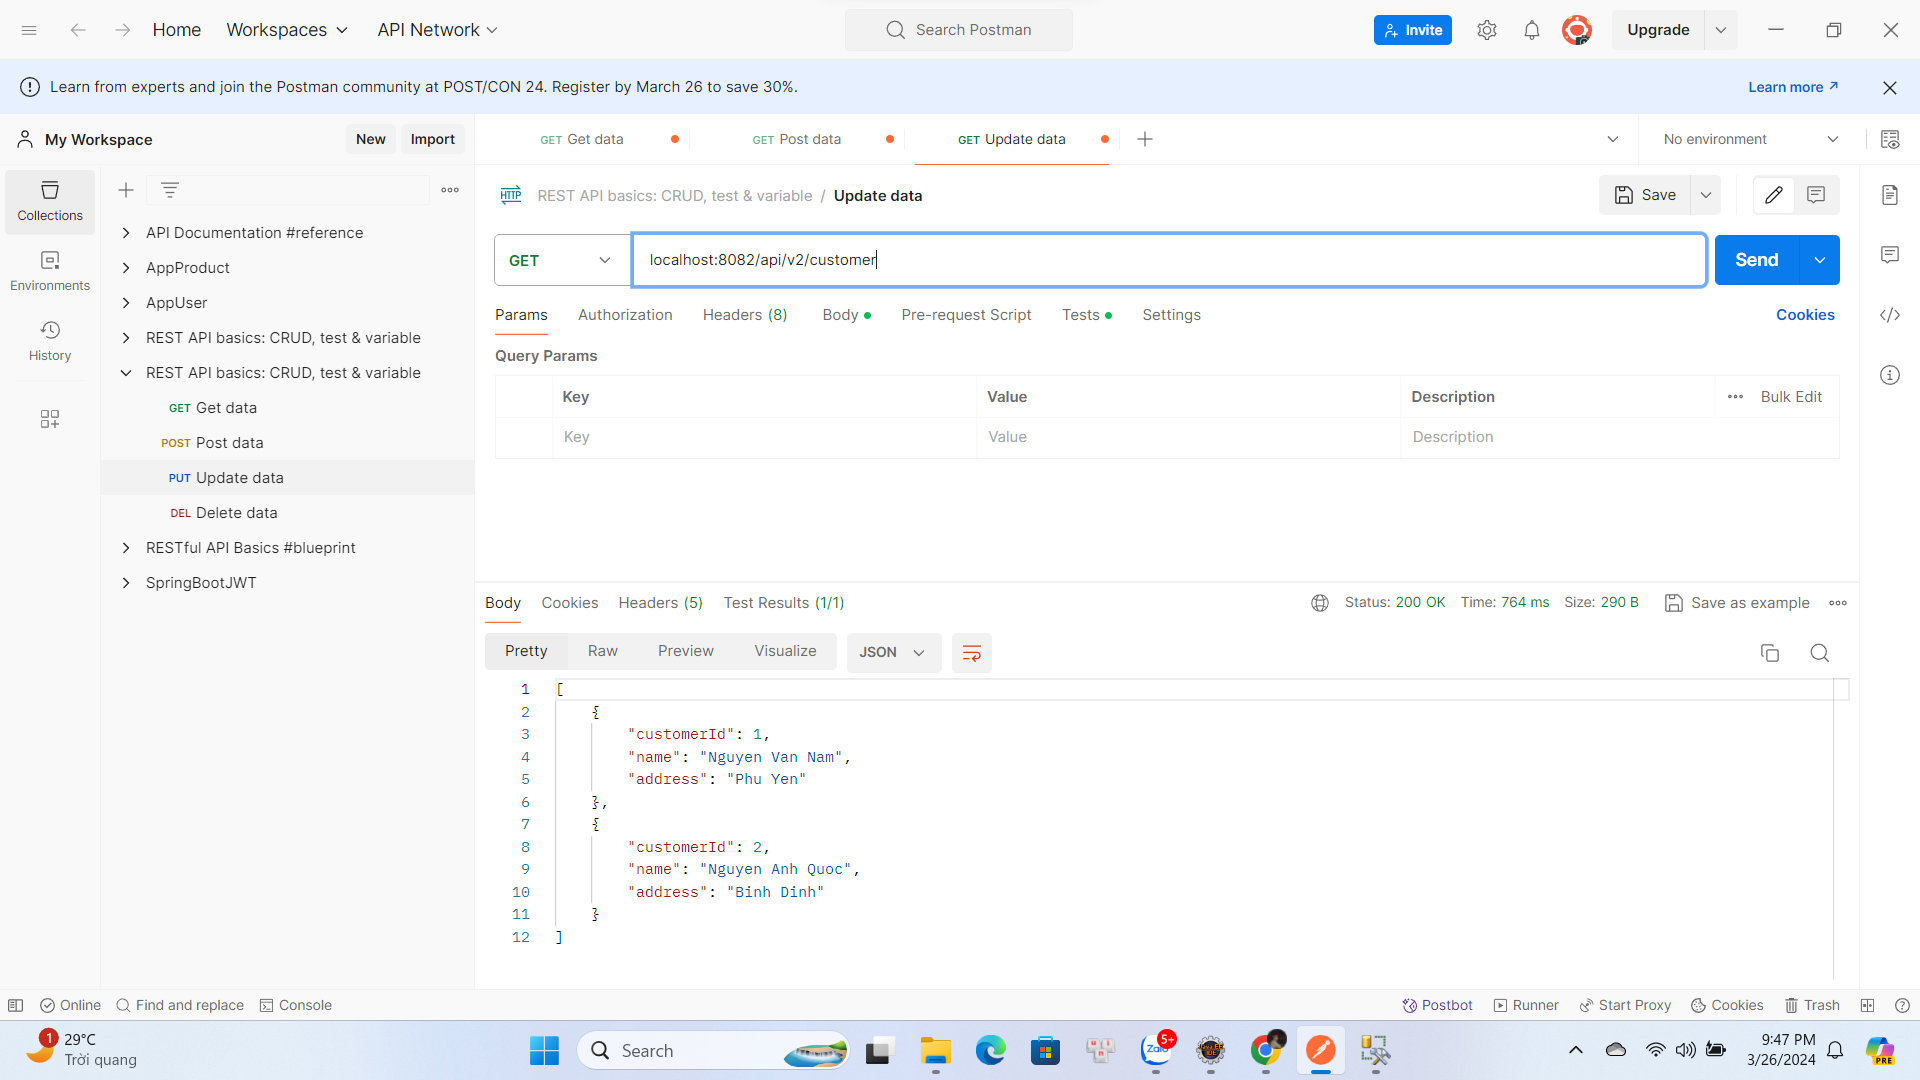 Home
Workspaces
API Network
Search Postman
Invite
Upgrade
Learn from experts and join the Postman community at POST/CON 24. Register by March 26 to save 30%.
Learn more
My Workspace
New
Import
GET Get data
GET Post data
GET Update data
No environment
Collections
Environments
History
API Documentation #reference
AppProduct
AppUser
REST API basics: CRUD, test & variable
REST API basics: CRUD, test & variable
GET Get data
POST Post data
PUT Update data
DEL Delete data
RESTful API Basics #blueprint
SpringBootJWT
HTTP REST API basics: CRUD, test & variable / Update data
Save
GET
localhost:8082/api/v2/customer
Send
Params
Authorization
Headers (8)
Body
Pre-request Script
Tests
Settings
Cookies
Query Params
Key
Value
Description
Bulk Edit
Key
Value
Description
Body
Cookies
Headers (5)
Test Results (1/1)
Status: 200 OK
Time: 764 ms
Size: 290 B
Save as example
Pretty
Raw
Preview
Visualize
JSON
1 [
2 {
3 "customerId": 1,
4 "name": "Nguyen Van Nam",
5 "address": "Phu Yen"
6 },
7 {
8 "customerId": 2,
9 "name": "Nguyen Anh Quoc",
10 "address": "Binh Dinh"
11 }
12 ]
Online
Find and replace
Console
Postbot
Runner
Start Proxy
Cookies
Trash
1
29°C
Trời quang
Search
Zalo
5+
9:47 PM
3/26/2024
PRE